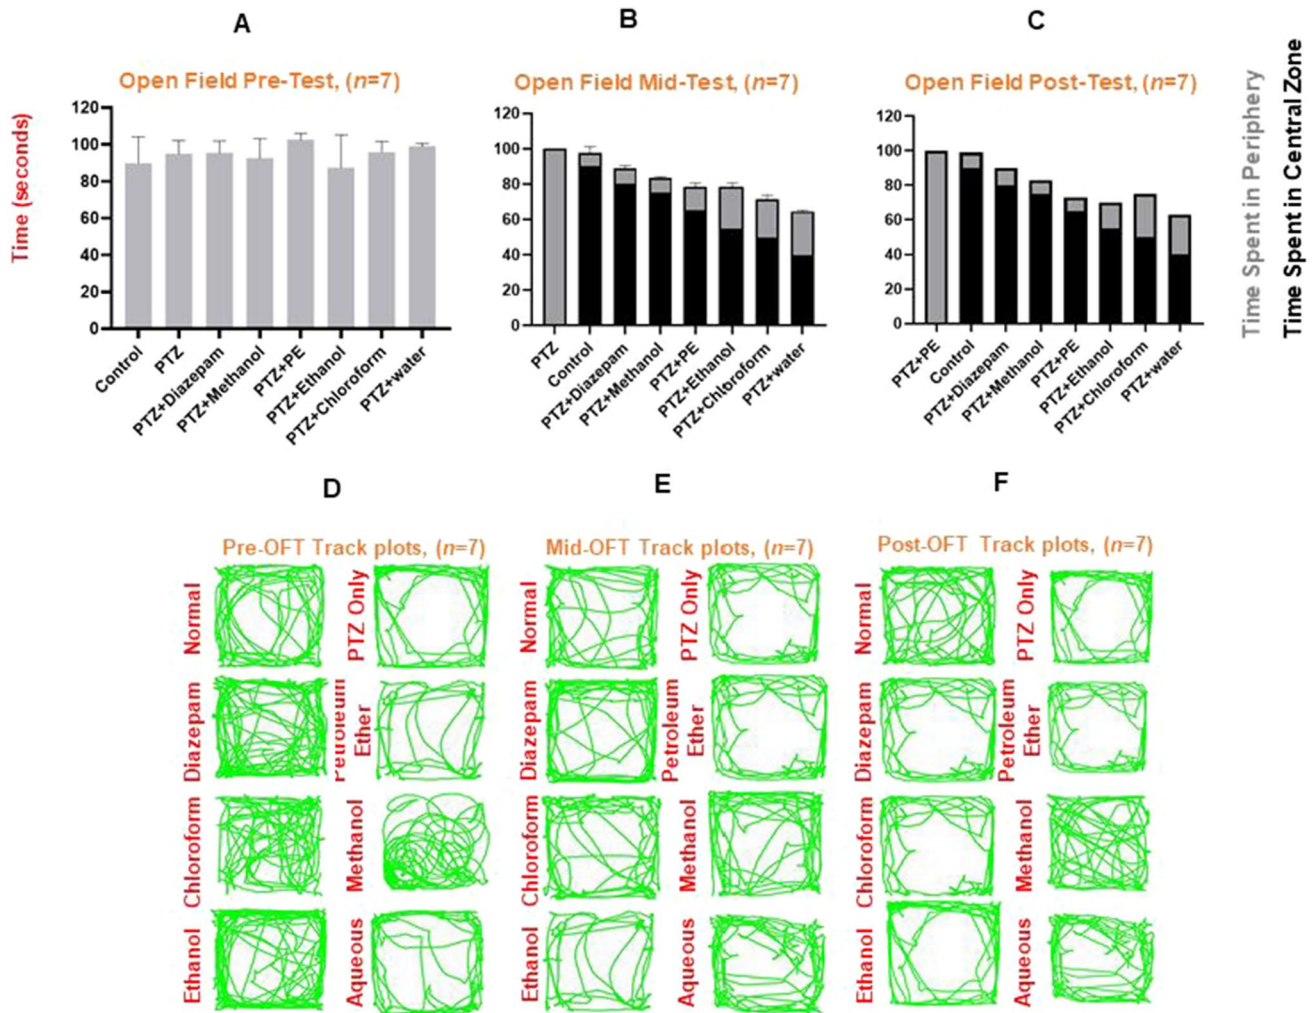 A
B
C
Open Field Pre-Test, (n=7)
Open Field Mid-Test, (n=7)
Open Field Post-Test, (n=7)
Time (seconds)
120
100
80
60
40
20
0
Control
PTZ
PTZ+Diazepam
PTZ+Methanol
PTZ+PE
PTZ+Ethanol
PTZ+Chloroform
PTZ+water
120
100
80
60
40
20
0
PTZ
Control
PTZ+Diazepam
PTZ+Methanol
PTZ+PE
PTZ+Ethanol
PTZ+Chloroform
PTZ+water
120
100
80
60
40
20
0
PTZ+PE
Control
PTZ+Diazepam
PTZ+Methanol
PTZ+PE
PTZ+Ethanol
PTZ+Chloroform
PTZ+water
Time Spent in Periphery
Time Spent in Central Zone
D
E
F
Pre-OFT Track plots, (n=7)
Mid-OFT Track plots, (n=7)
Post-OFT Track plots, (n=7)
Normal
PTZ Only
Normal
PTZ Only
Normal
PTZ Only
Diazepam
Petroleum
Ether
Diazepam
Petroleum
Ether
Diazepam
Petroleum
Ether
Chloroform
Methanol
Chloroform
Methanol
Chloroform
Methanol
Ethanol
Aqueous
Ethanol
Aqueous
Ethanol
Aqueous